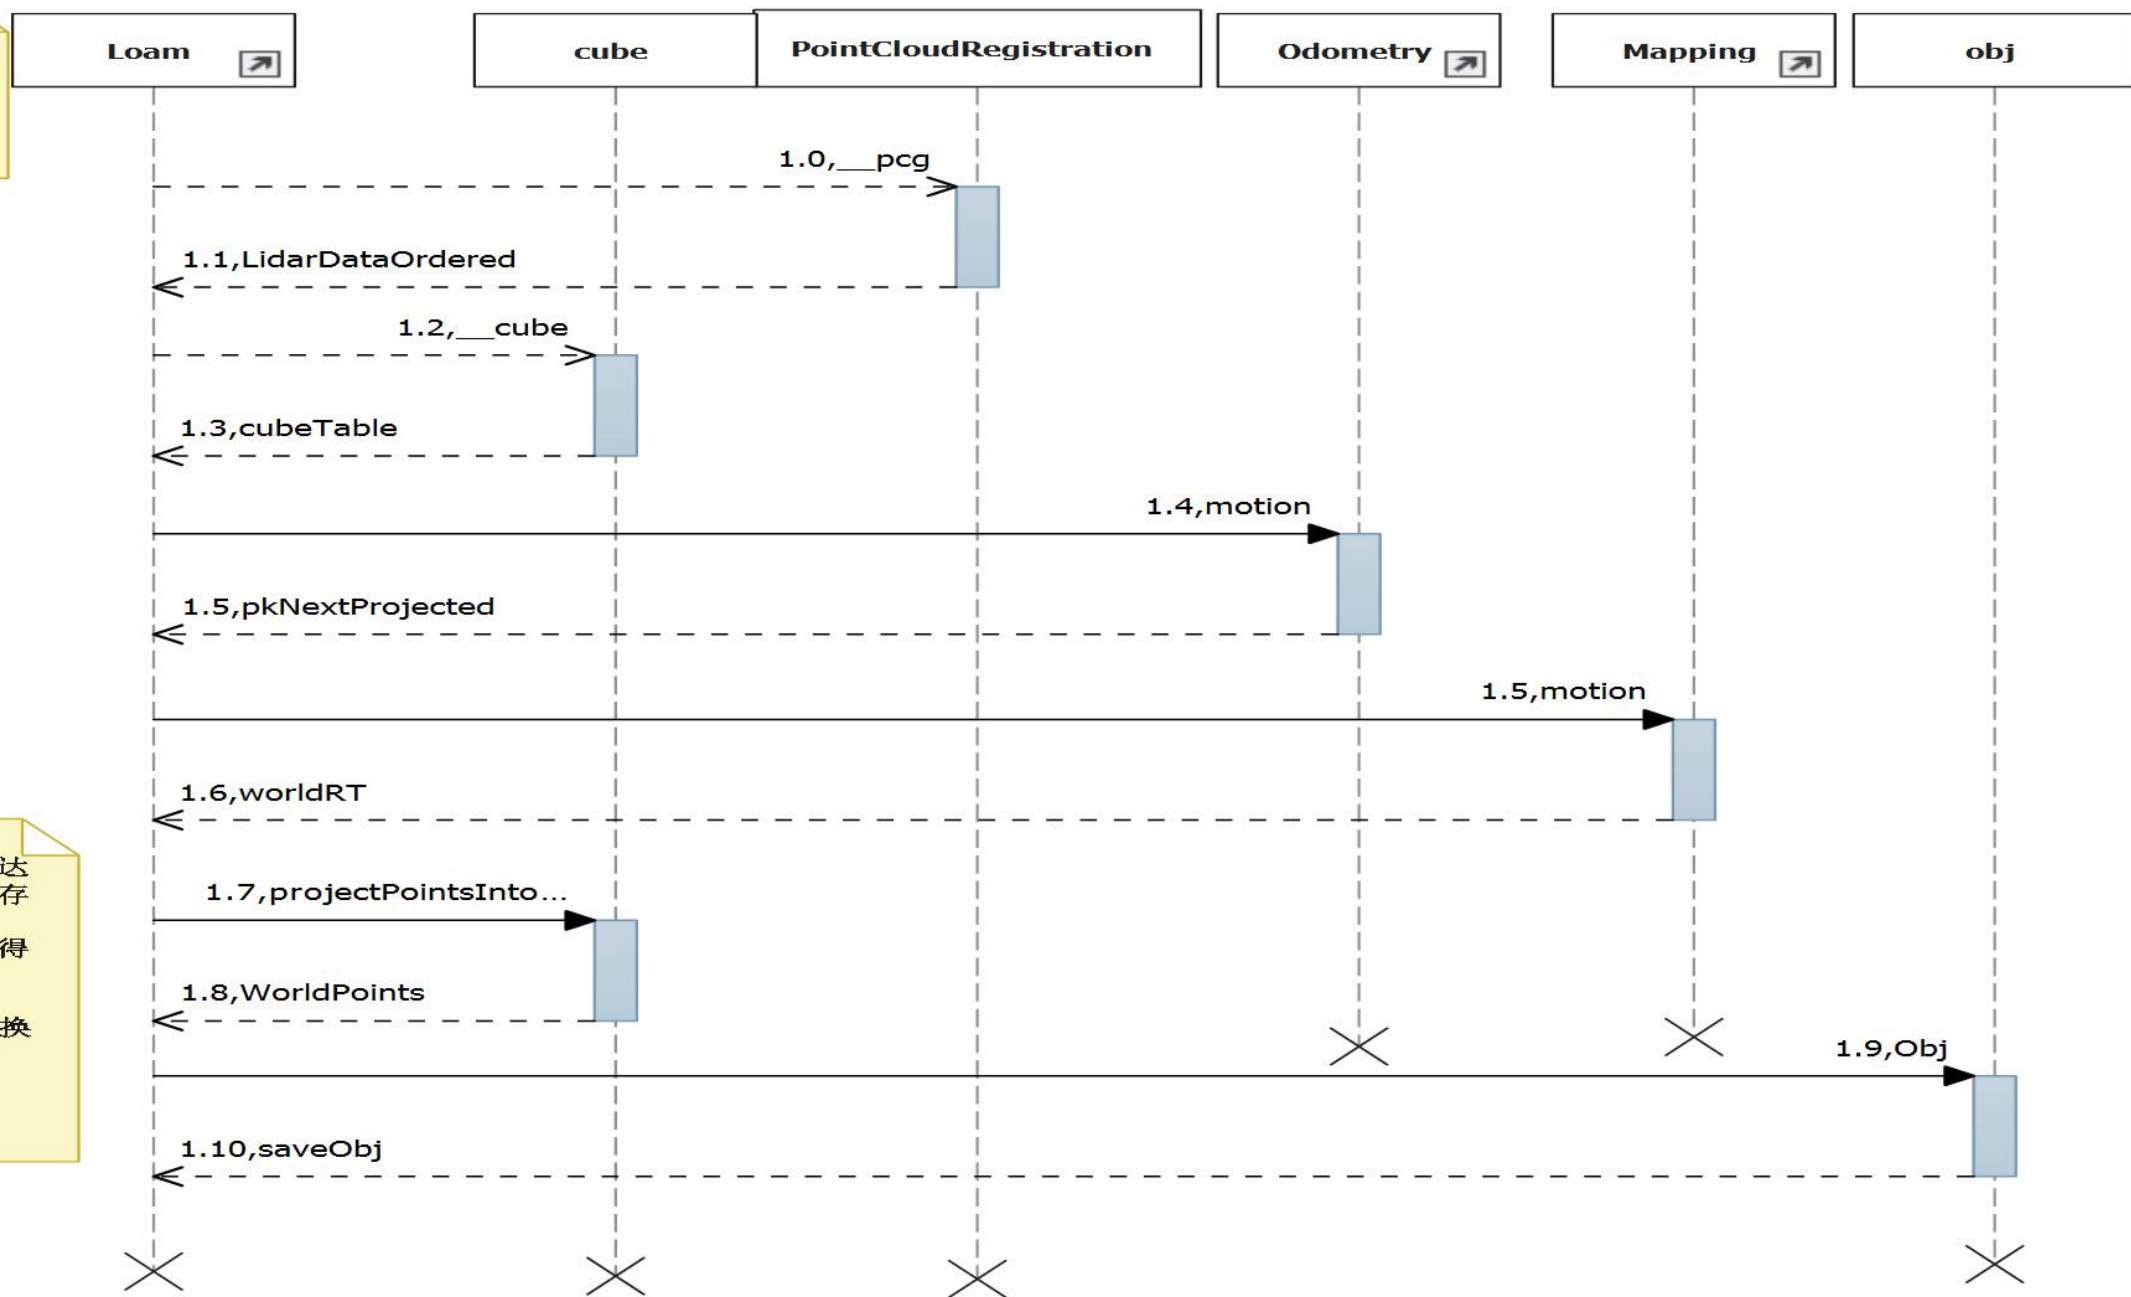 Loam
cube
PointCloudRegistration
Odometry
Mapping
obj
1.0,__pcg
1.1,LidarDataOrdered
1.2,__cube
1.3,cubeTable
1.4,motion
1.5,pkNextProjected
1.5,motion
1.6,worldRT
达
存
1.7,projectPointsInto...
得
1.8,WorldPoints
换
1.9,Obj
1.10,saveObj